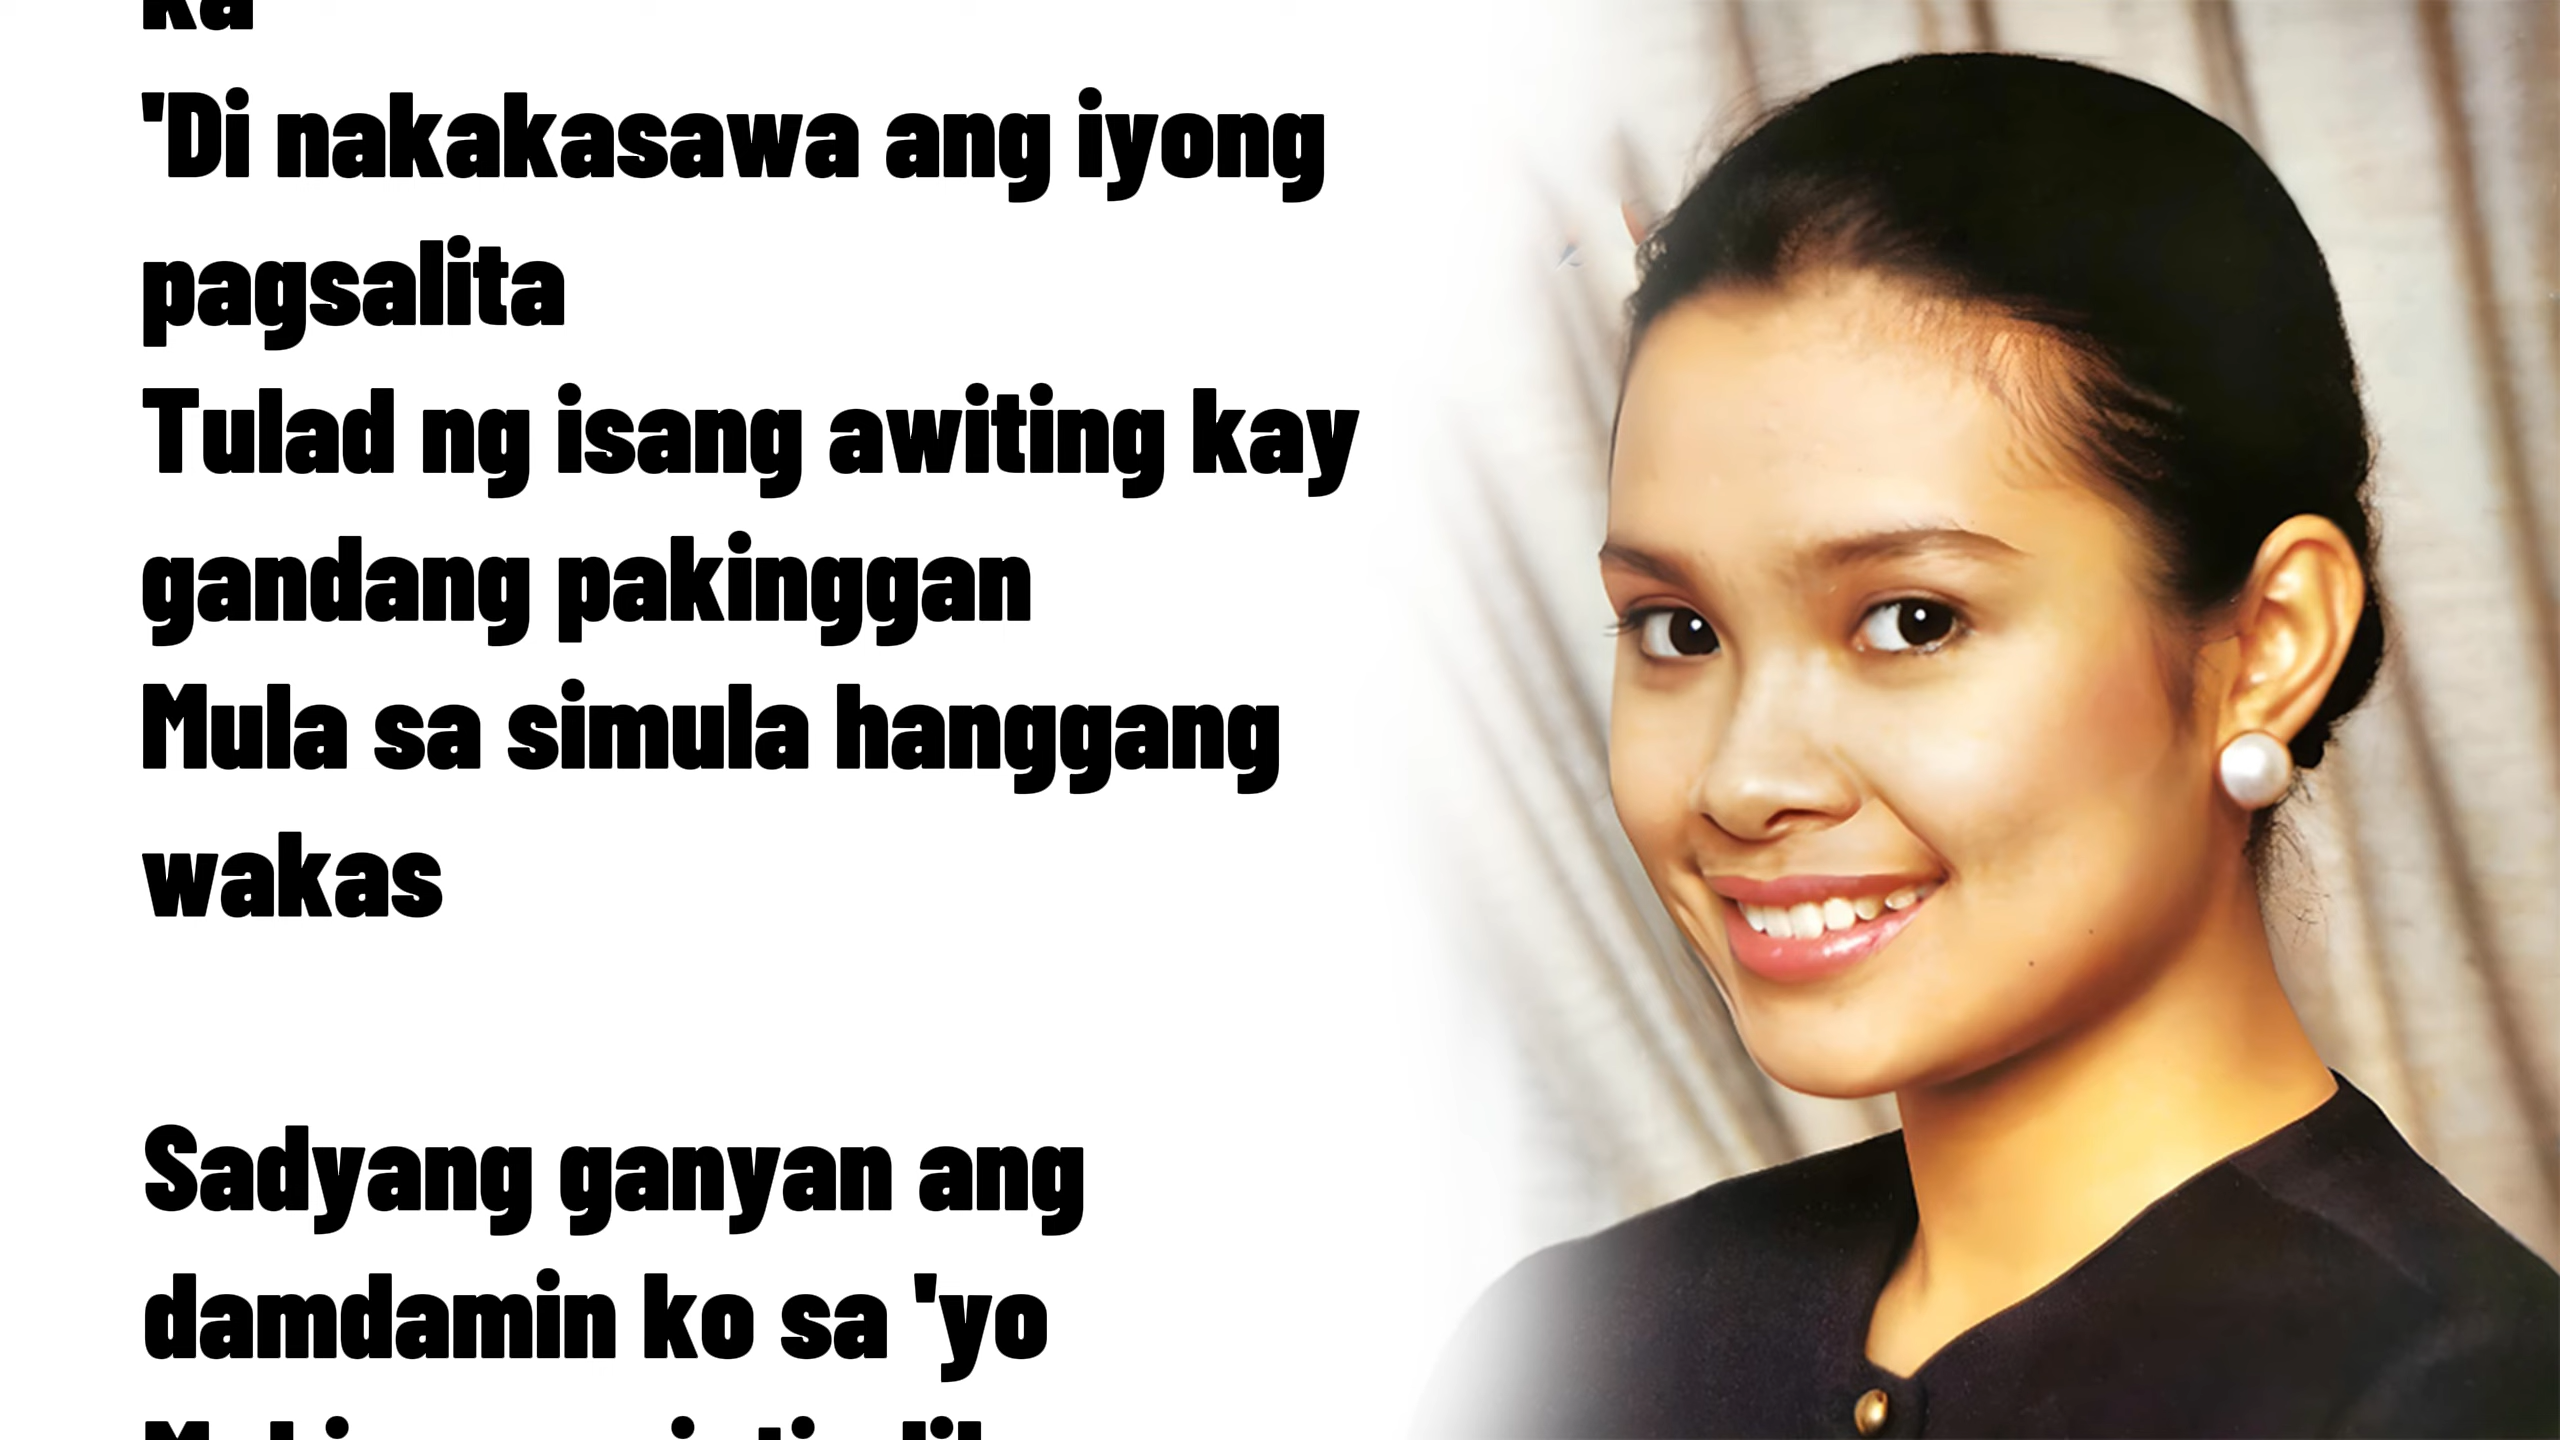 ka
'Di nakakasawa ang iyong
pagsalita
Tulad ng isang awiting kay
gandang pakinggan
Mula sa simula hanggang
wakas
Sadyang ganyan ang
damdamin ko sa 'yo